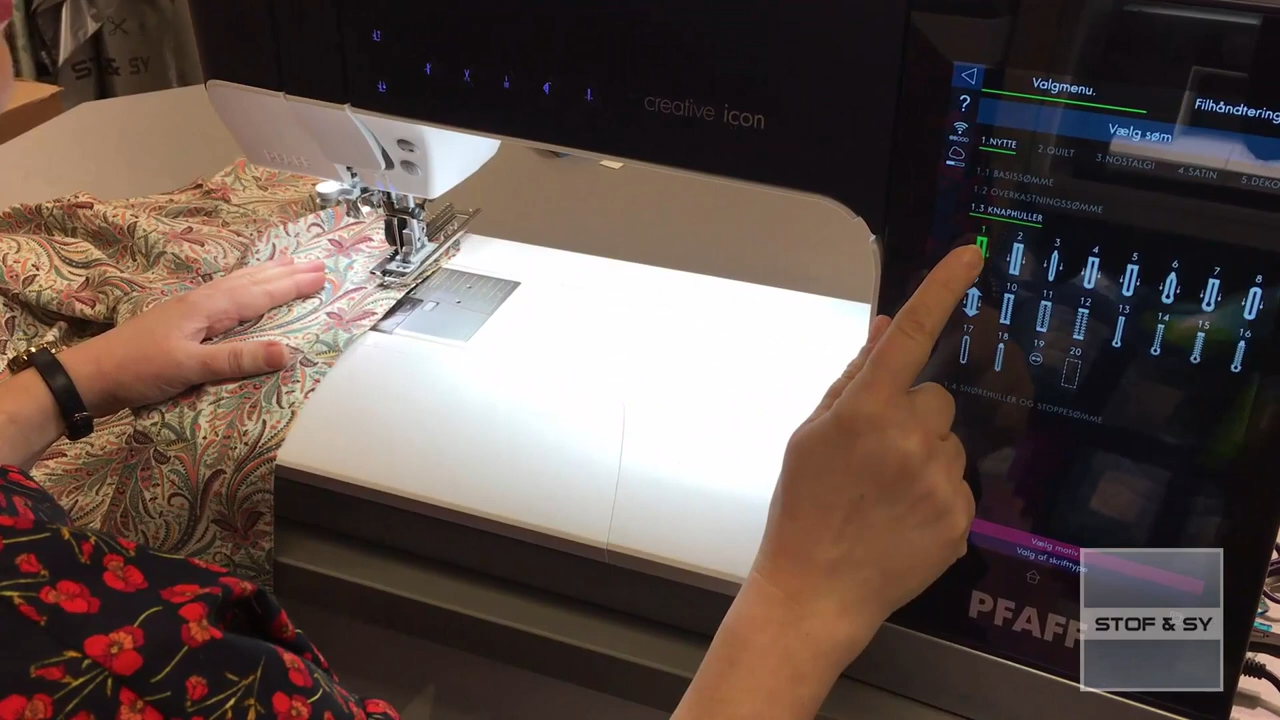 STOF & SY
creative icon
PFAFF
Valgmenu.
Filhåndtering
?
Vælg søm
1.NYTTE 2.QUILT 3.NOSTALGI 4.SATIN 5.DEKO
1.1 BASISSØMME
1.2 OVERKASTNINGSSØMME
1.3 KNAPHULLER
1 2 3 4 5 6 7 8
10 11 12 13 14 15 16
17 18 19 20
1.4 SNØREHULLER OG STOPPESØMME
Vælg motiv
Valg af skrifttype
PFAFF
STOF & SY